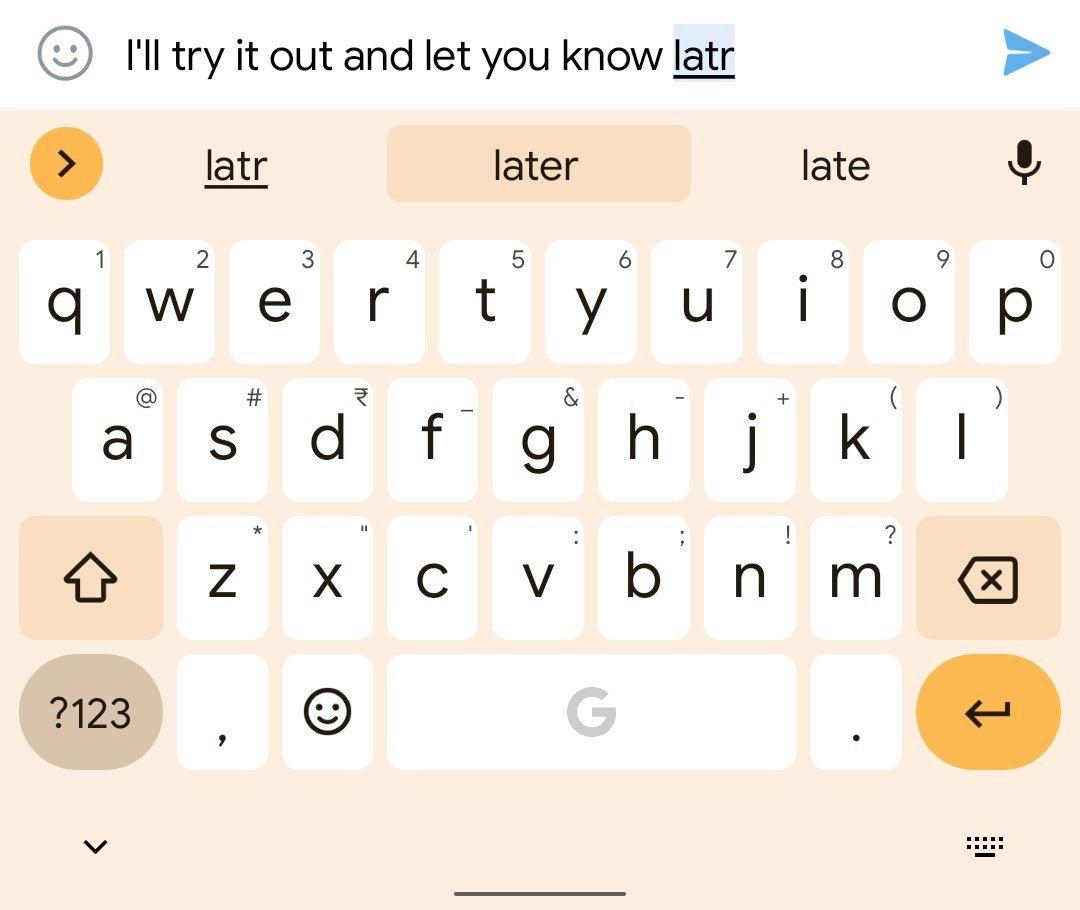 I'll try it out and let you know latr
latr later late
1 2 3 4 5 6 7 8 9 0
q w e r t y u i o p
@ # ₹ _ & - + ( )
a s d f g h j k l
* " ' : ; ! ?
z x c v b n m
?123 , G .